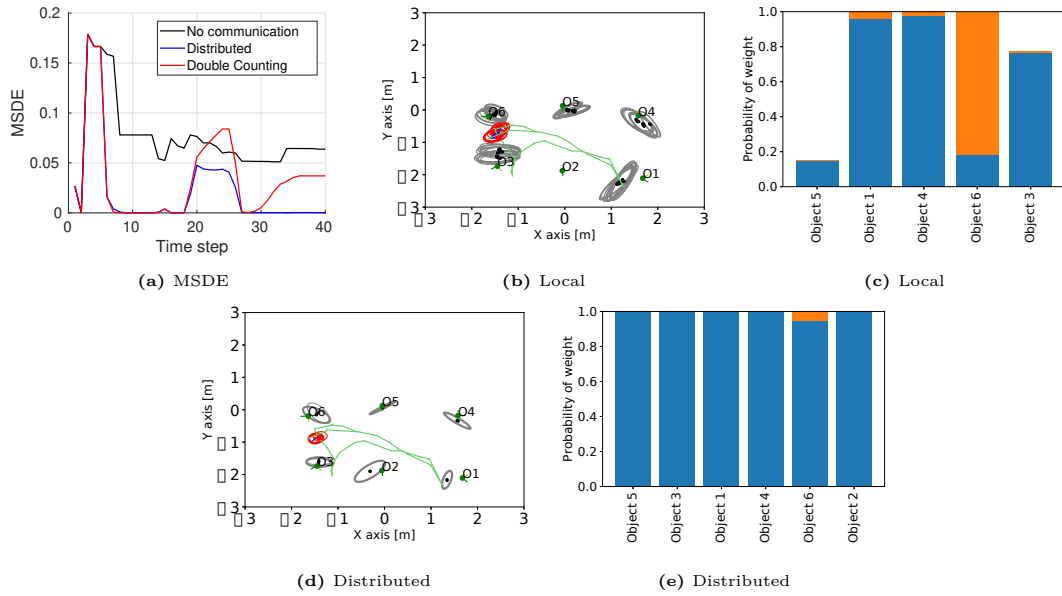 0.2
0.15
0.1
0.05
0
MSDE
0 10 20 30 40
Time step
No communication
Distributed
Double Counting
(a) MSDE
3
2
1
0
▯ 1
▯ 2
▯ 3
Y axis [m]
▯ 3 ▯ 2 ▯ 1 0 1 2 3
X axis [m]
O6
O5
O4
O3
O2
O1
(b) Local
1.0
0.8
0.6
0.4
0.2
0.0
Probability of weight
Object 5
Object 1
Object 4
Object 6
Object 3
(c) Local
3
2
1
0
▯ 1
▯ 2
▯ 3
Y axis [m]
▯ 3 ▯ 2 ▯ 1 0 1 2 3
X axis [m]
O6
O5
O4
O3
O2
O1
(d) Distributed
1.0
0.8
0.6
0.4
0.2
0.0
Probability of weight
Object 5
Object 3
Object 1
Object 4
Object 6
Object 2
(e) Distributed